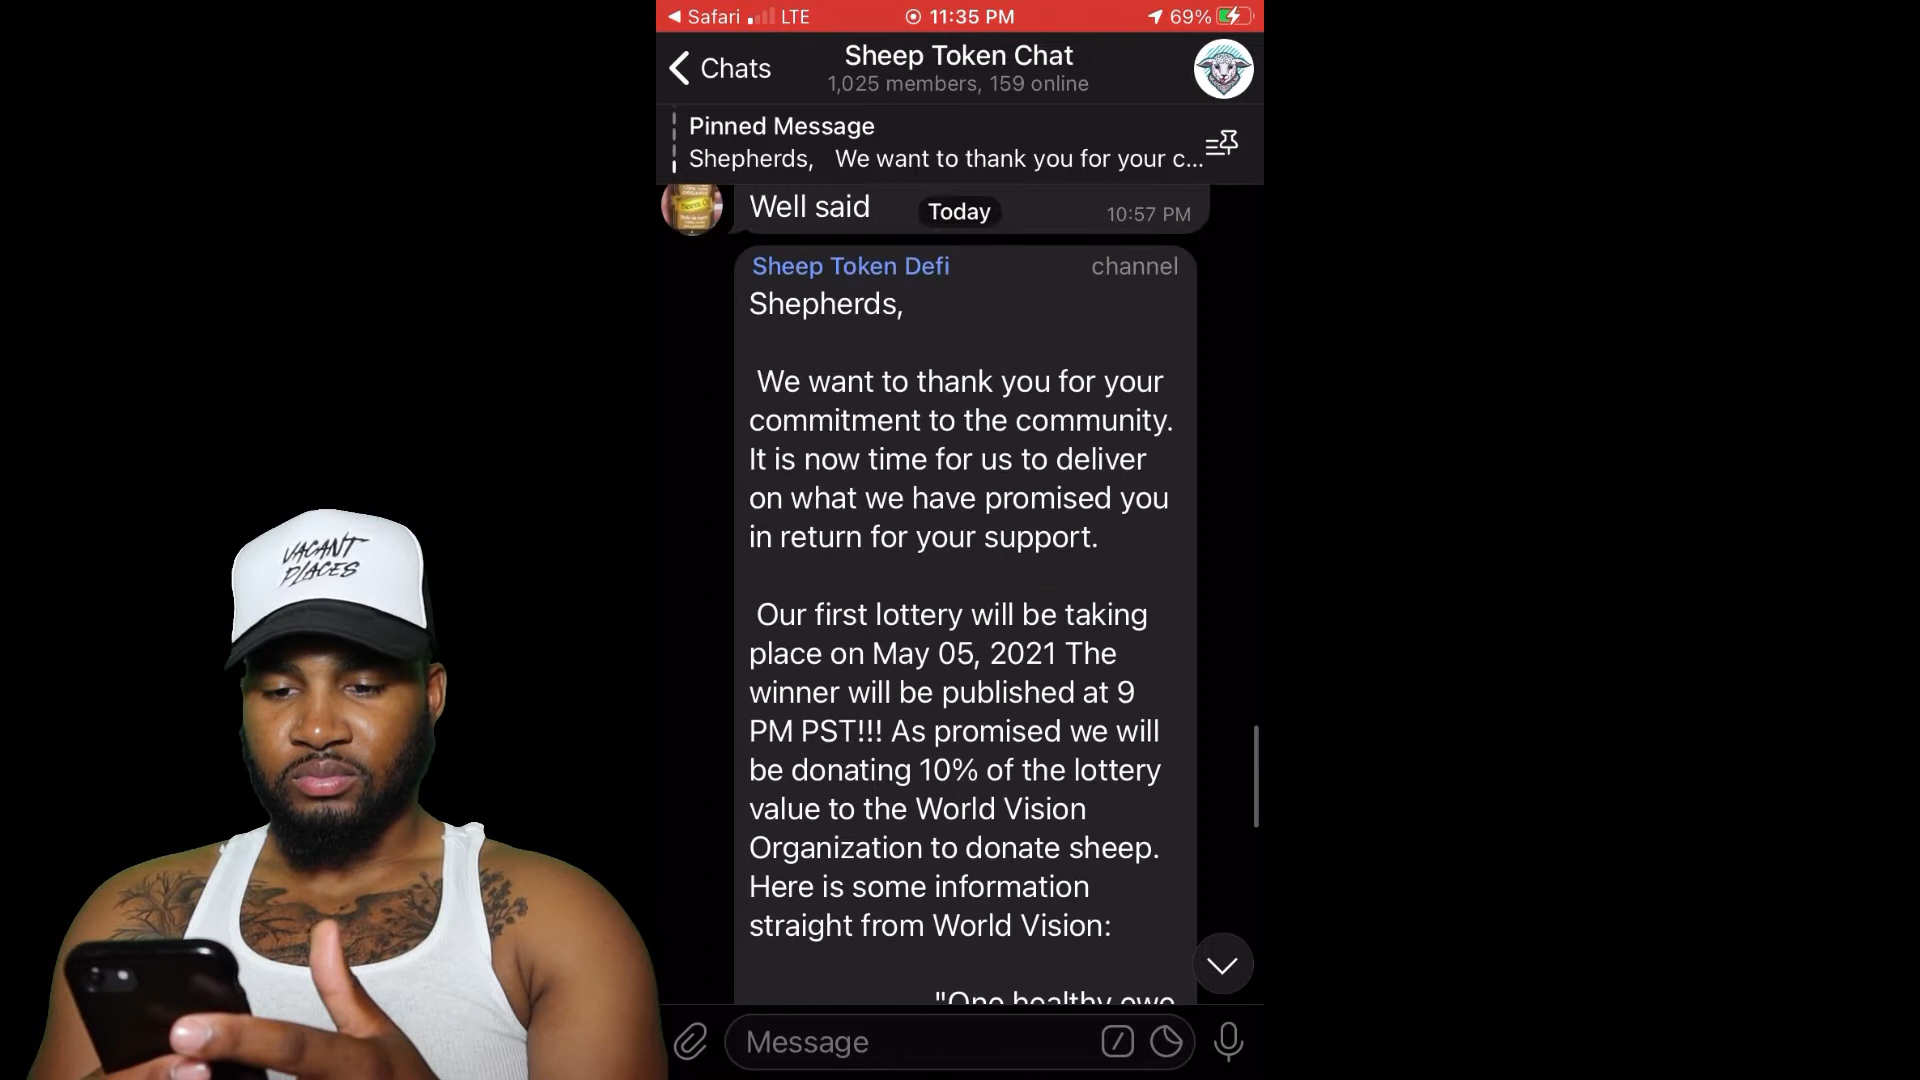 Safari LTE 11:35 PM 69%
Chats
Sheep Token Chat
1,025 members, 159 online
Pinned Message
Shepherds, We want to thank you for your c...
Well said
Today
10:57 PM
Sheep Token Defi channel
Shepherds,
We want to thank you for your
commitment to the community.
It is now time for us to deliver
on what we have promised you
in return for your support.
Our first lottery will be taking
place on May 05, 2021 The
winner will be published at 9
PM PST!!! As promised we will
be donating 10% of the lottery
value to the World Vision
Organization to donate sheep.
Here is some information
straight from World Vision:
"One healthy ewe
Message
VACANT
PLACES